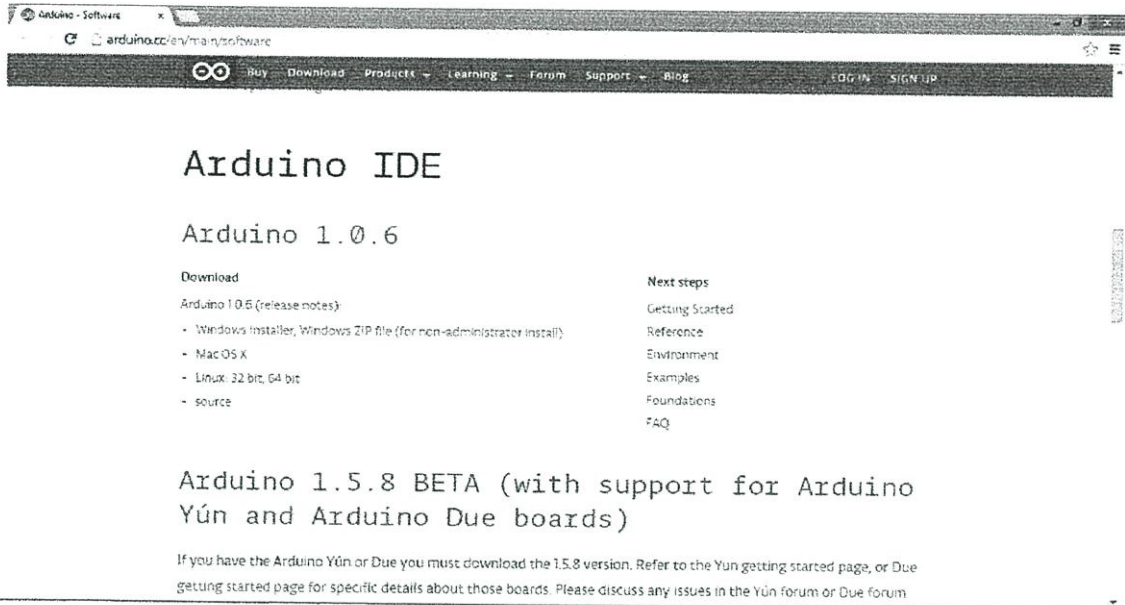 Arduino - Software
arduino.cc/en/main/software
Buy Download Products Learning Forum Support Blog LOG IN SIGN UP
Arduino IDE
Arduino 1.0.6
Download
Arduino 1.0.6 (release notes):
- Windows Installer, Windows ZIP file (for non-administrator install)
- Mac OS X
- Linux: 32 bit, 64 bit
- source
Next steps
Getting Started
Reference
Environment
Examples
Foundations
FAQ
Arduino 1.5.8 BETA (with support for Arduino
Yún and Arduino Due boards)
If you have the Arduino Yún or Due you must download the 1.5.8 version. Refer to the Yun getting started page, or Due
getting started page for specific details about those boards. Please discuss any issues in the Yún forum or Due forum